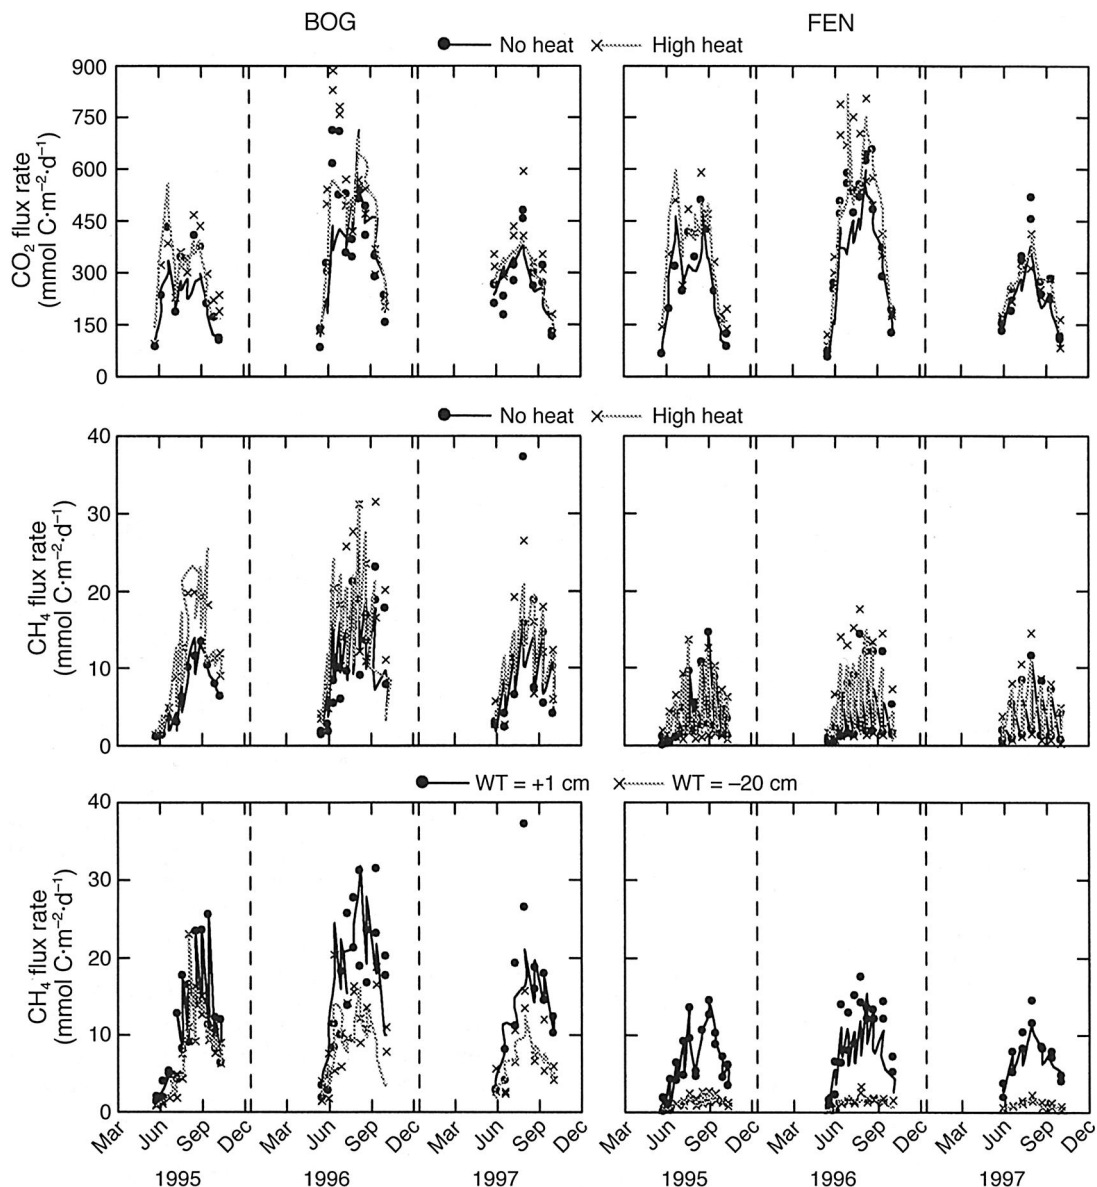 BOG FEN
No heat High heat
900
750
600
450
300
150
0
CO2 flux rate
(mmol C·m−2·d−1)
No heat High heat
40
30
20
10
0
CH4 flux rate
(mmol C·m−2·d−1)
WT = +1 cm WT = −20 cm
40
30
20
10
0
CH4 flux rate
(mmol C·m−2·d−1)
Mar Jun Sep Dec Mar Jun Sep Dec Mar Jun Sep Dec Mar Jun Sep Dec Mar Jun Sep Dec Mar Jun Sep Dec
1995 1996 1997 1995 1996 1997